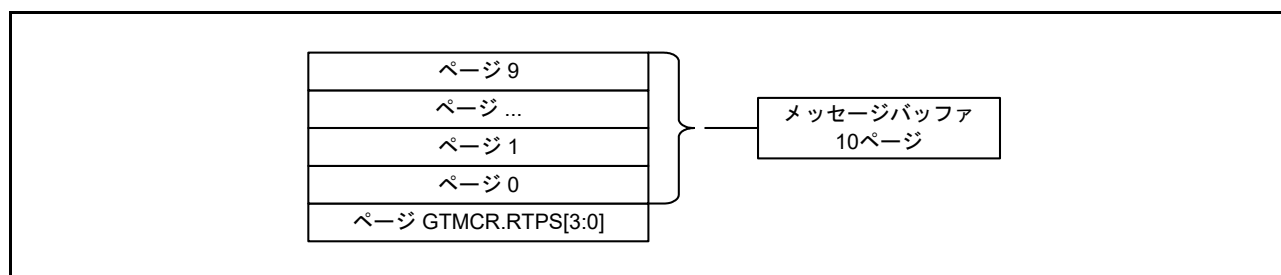 ページ 9
ページ ...
ページ 1
ページ 0
ページ GTMCR.RTPS[3:0]
メッセージバッファ
10ページ